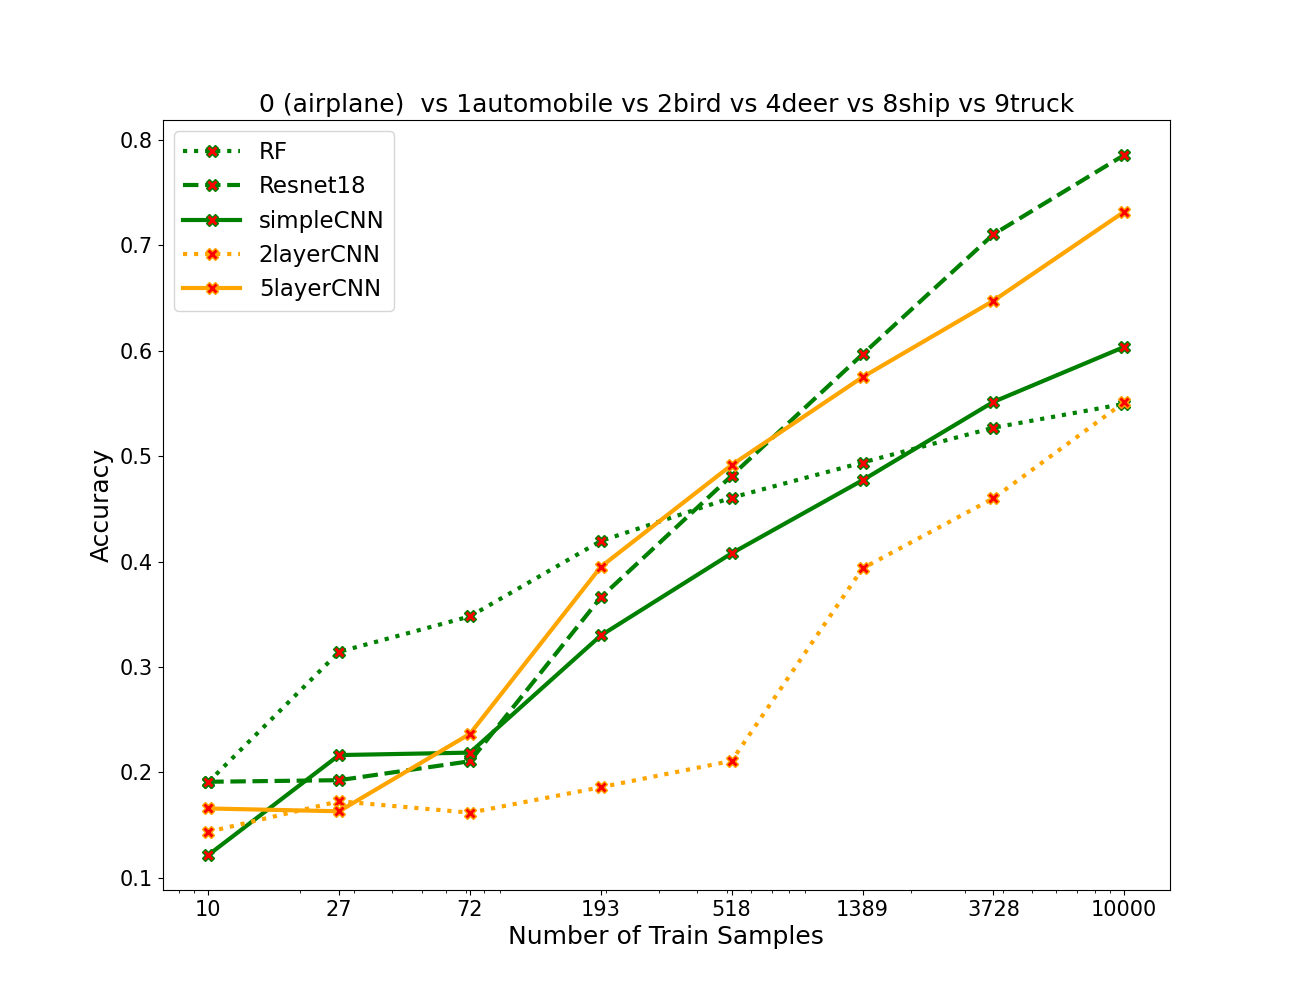 0 (airplane)  vs 1automobile vs 2bird vs 4deer vs 8ship vs 9truck
RF
Resnet18
simpleCNN
2layerCNN
5layerCNN
Accuracy
0.8
0.7
0.6
0.5
0.4
0.3
0.2
0.1
10 27 72 193 518 1389 3728 10000
Number of Train Samples